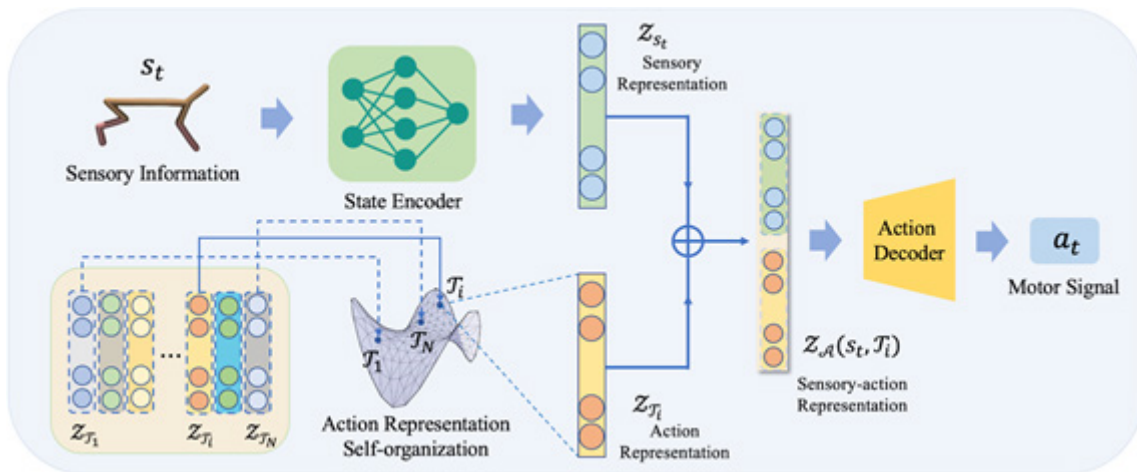 s_t
Sensory Information
State Encoder
Z_{s_t}
Sensory
Representation
Action
Decoder
a_t
Motor Signal
Z_{𝒯_1}
...
Z_{𝒯_i}
Z_{𝒯_N}
𝒯_1
𝒯_N
𝒯_i
Action Representation
Self-organization
Z_{𝒯_i}
Action
Representation
Z_𝒜(s_t, 𝒯_i)
Sensory-action
Representation